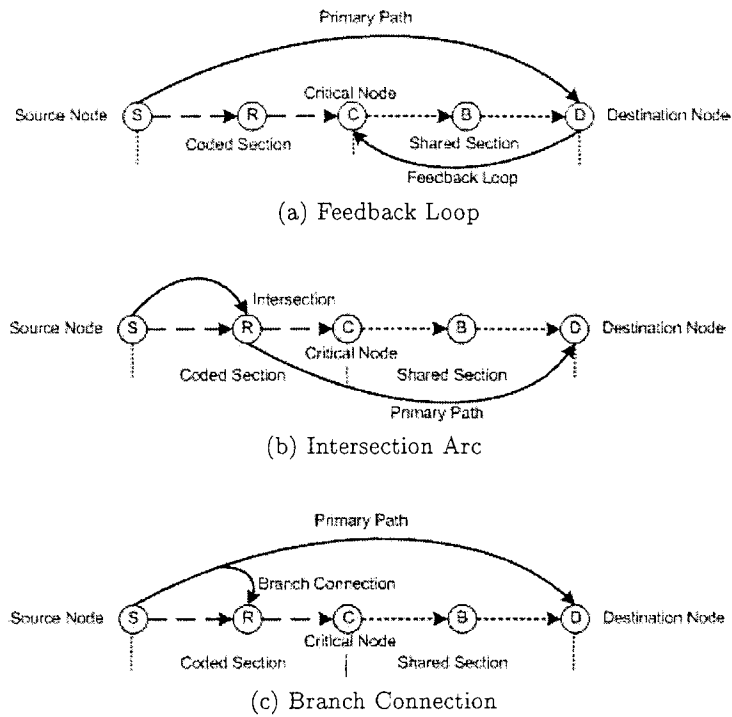 Primary Path
Critical Node
Source Node S R C B D Destination Node
Coded Section Shared Section
Feedback Loop
(a) Feedback Loop
Intersection
Source Node S R C B D Destination Node
Critical Node
Coded Section Shared Section
Primary Path
(b) Intersection Arc
Primary Path
Branch Connection
Source Node S R C B D Destination Node
Critical Node
Coded Section Shared Section
(c) Branch Connection